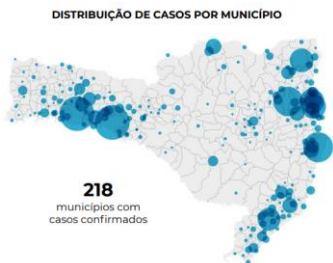 DISTRIBUIÇÃO DE CASOS POR MUNICÍPIO
218
municípios com
casos confirmados